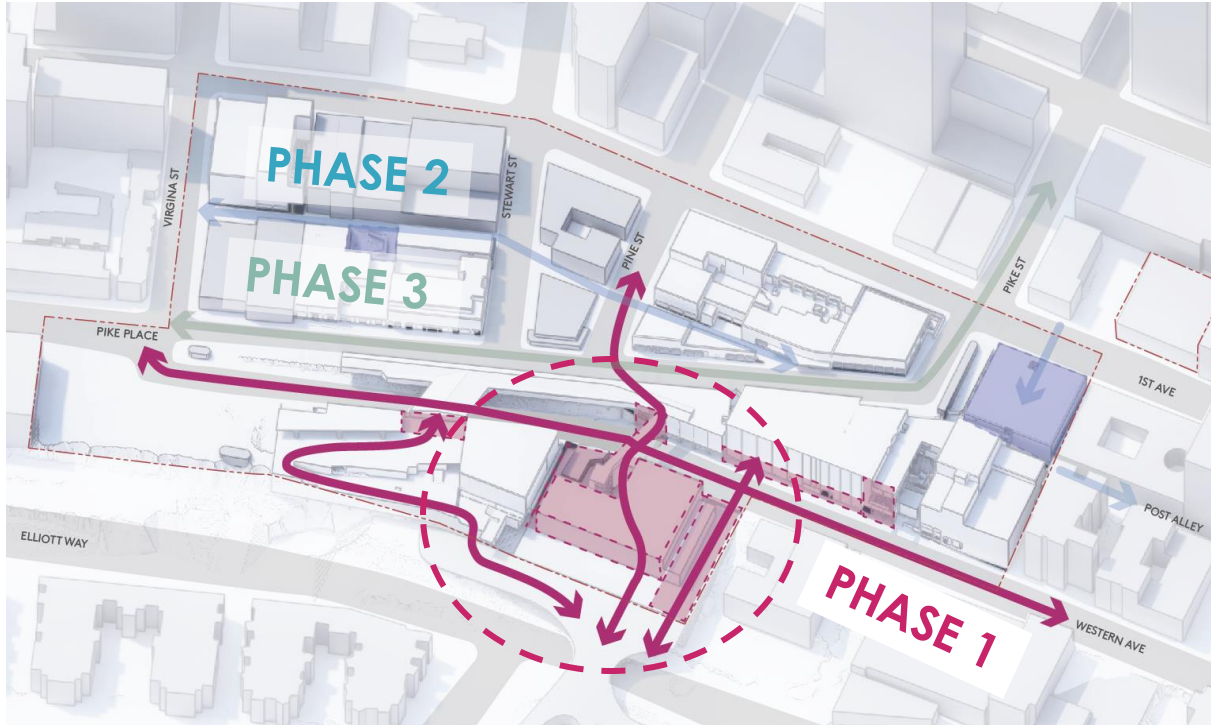 PHASE 2
VIRGINA ST
STEWART ST
PINE ST
PHASE 3
PIKE ST
PIKE PLACE
1ST AVE
POST ALLEY
ELLIOTT WAY
PHASE 1
WESTERN AVE